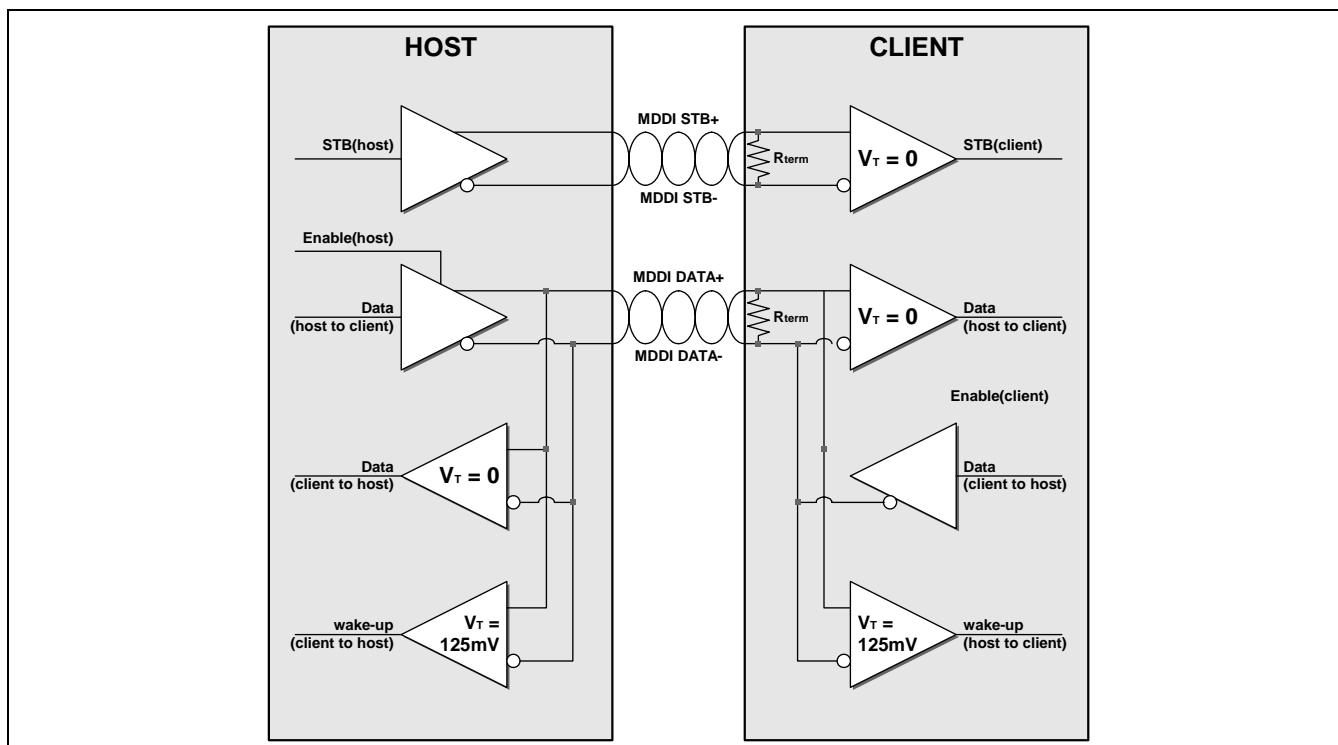 HOST
STB(host)
Enable(host)
Data
(host to client)
Data
(client to host)
VT = 0
wake-up
(client to host)
VT =
125mV
MDDI STB+
MDDI STB-
MDDI DATA+
MDDI DATA-
CLIENT
Rterm
VT = 0
STB(client)
Rterm
VT = 0
Data
(host to client)
Enable(client)
Data
(client to host)
VT =
125mV
wake-up
(host to client)